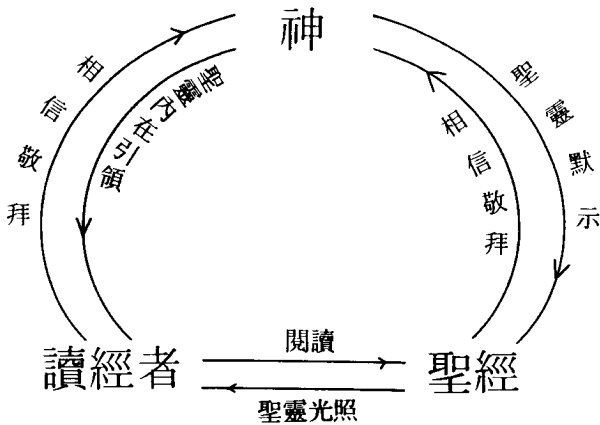 神
相信敬拜
聖靈內在引領
相信敬拜
聖靈默示
讀經者
閱讀
聖經
聖靈光照